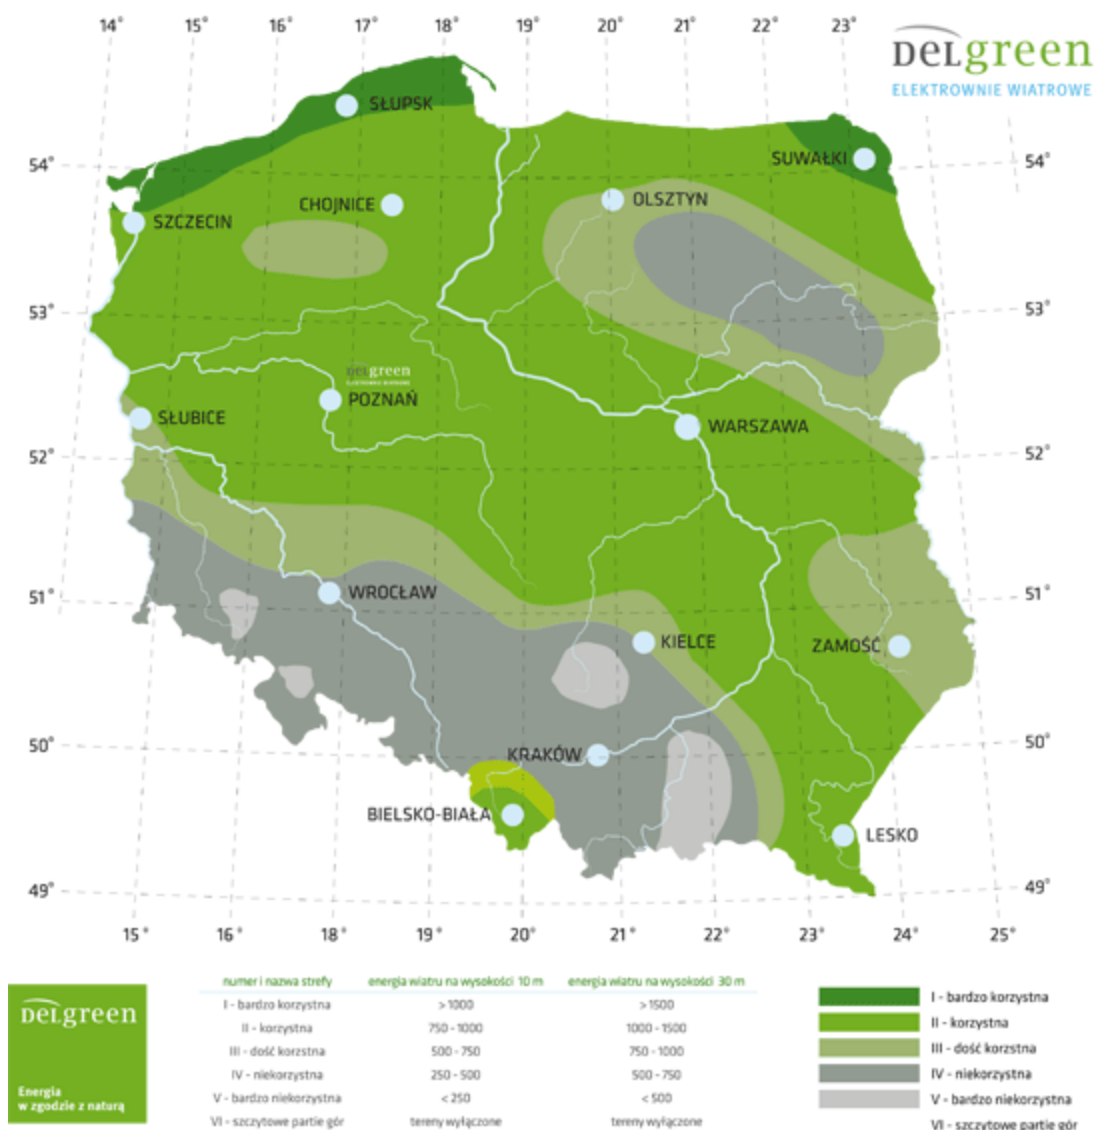 14° 15° 16° 17° 18° 19° 20° 21° 22° 23°
DeLgreen
ELEKTROWNIE WIATROWE
SŁUPSK
SUWAŁKI
54° 54°
CHOJNICE
OLSZTYN
SZCZECIN
53° 53°
DeLgreen
ELEKTROWNIE WIATROWE
POZNAŃ
SŁUBICE
WARSZAWA
52° 52°
51° 51°
WROCŁAW
KIELCE
ZAMOŚĆ
50° 50°
KRAKÓW
BIELSKO-BIAŁA
LESKO
49° 49°
15° 16° 18° 19° 20° 21° 22° 23° 24° 25°
DeLgreen
Energia
w zgodzie z naturą
numer i nazwa strefy energia wiatru na wysokości 10 m energia wiatru na wysokości 30 m
I - bardzo korzystna >1000 >1500
II - korzystna 750-1000 1000-1500
III - dość korzstna 500-750 750-1000
IV - niekorzystna 250-500 500-750
V - bardzo niekorzystna <250 <500
VI - szczytowe partie gór tereny wyłączone tereny wyłączone
I - bardzo korzystna
II - korzystna
III - dość korzstna
IV - niekorzystna
V - bardzo niekorzystna
VI - szczytowe partie gór